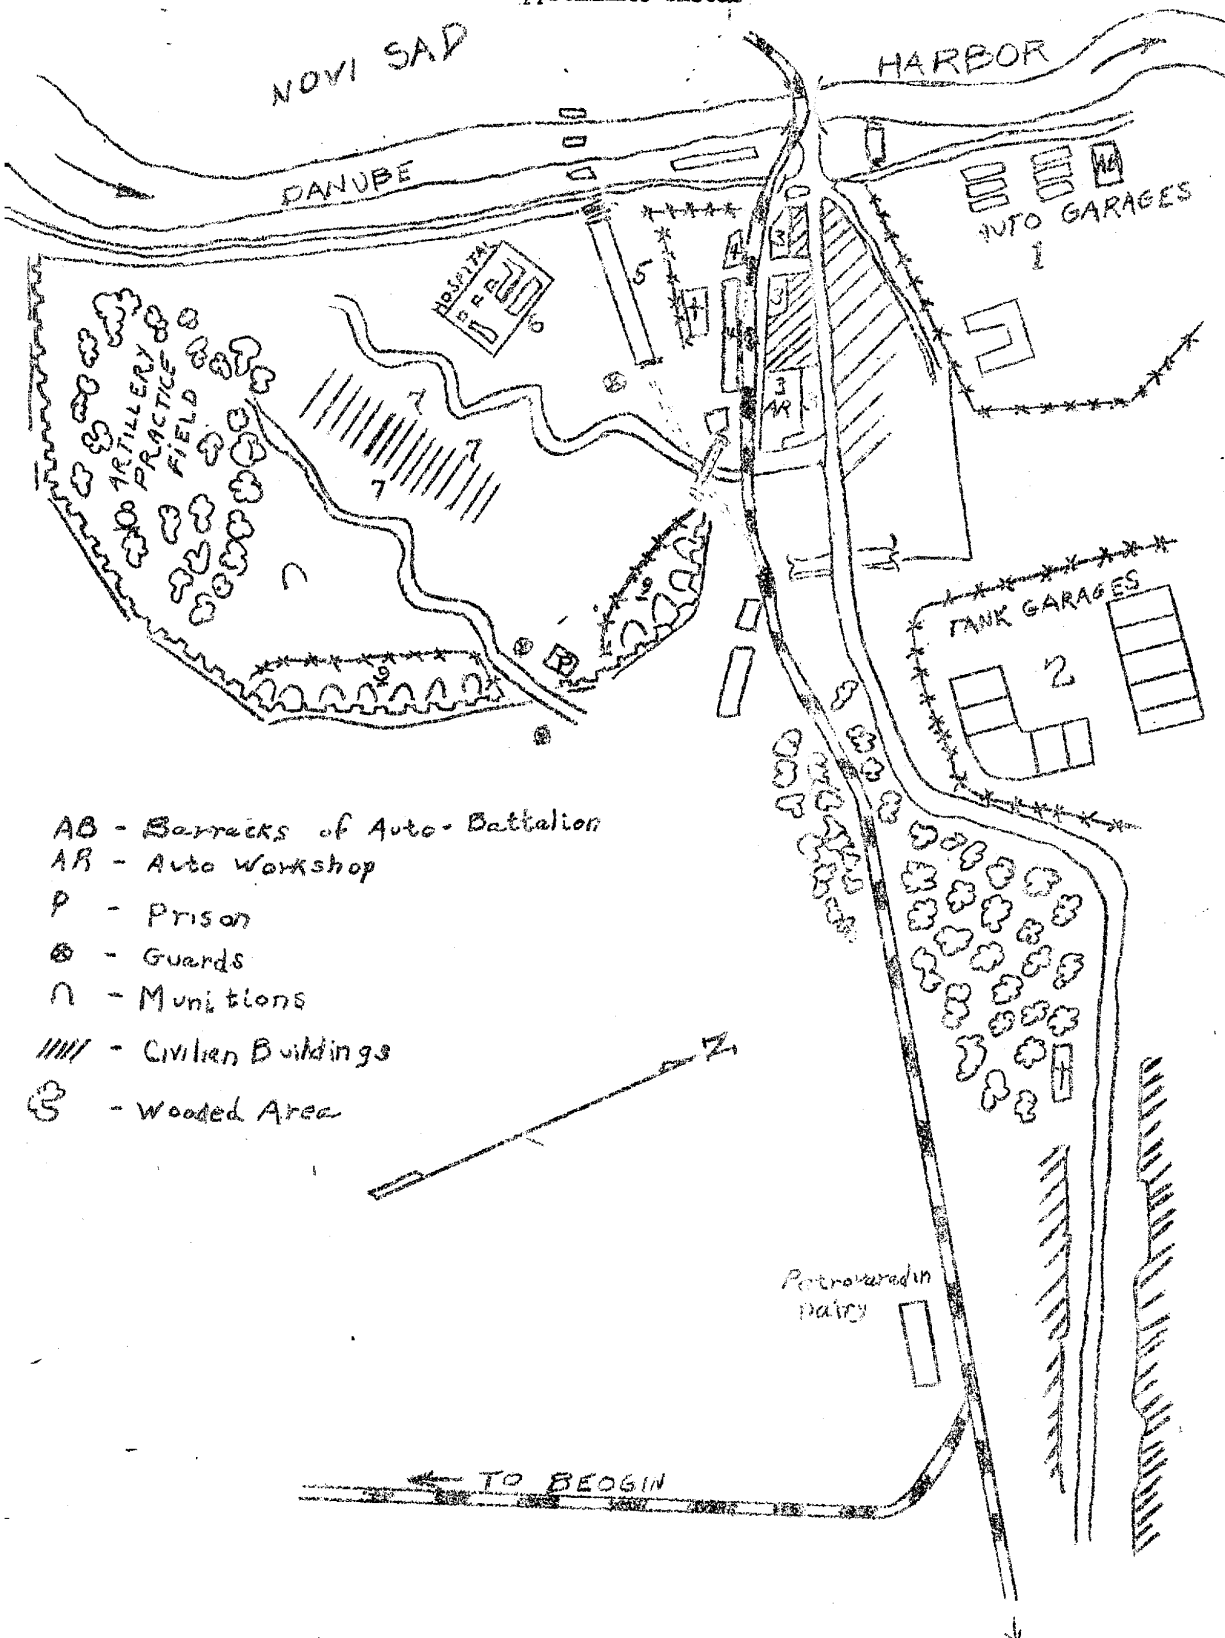 NOVI SAD
HARBOR
DANUBE
AUTO GARAGES
1
HOSPITAL
6
5
4
3
3
3
AR
ARTILLERY
PRACTICE
FIELD
7
7
7
TANK GARAGES
2
P
AB - Barracks of Auto-Battalion
AR - Auto Workshop
P - Prison
- Guards
- Munitions
- Civilian Buildings
- Wooded Area
N
Petrovaradin
Dairy
TO BEOGIN